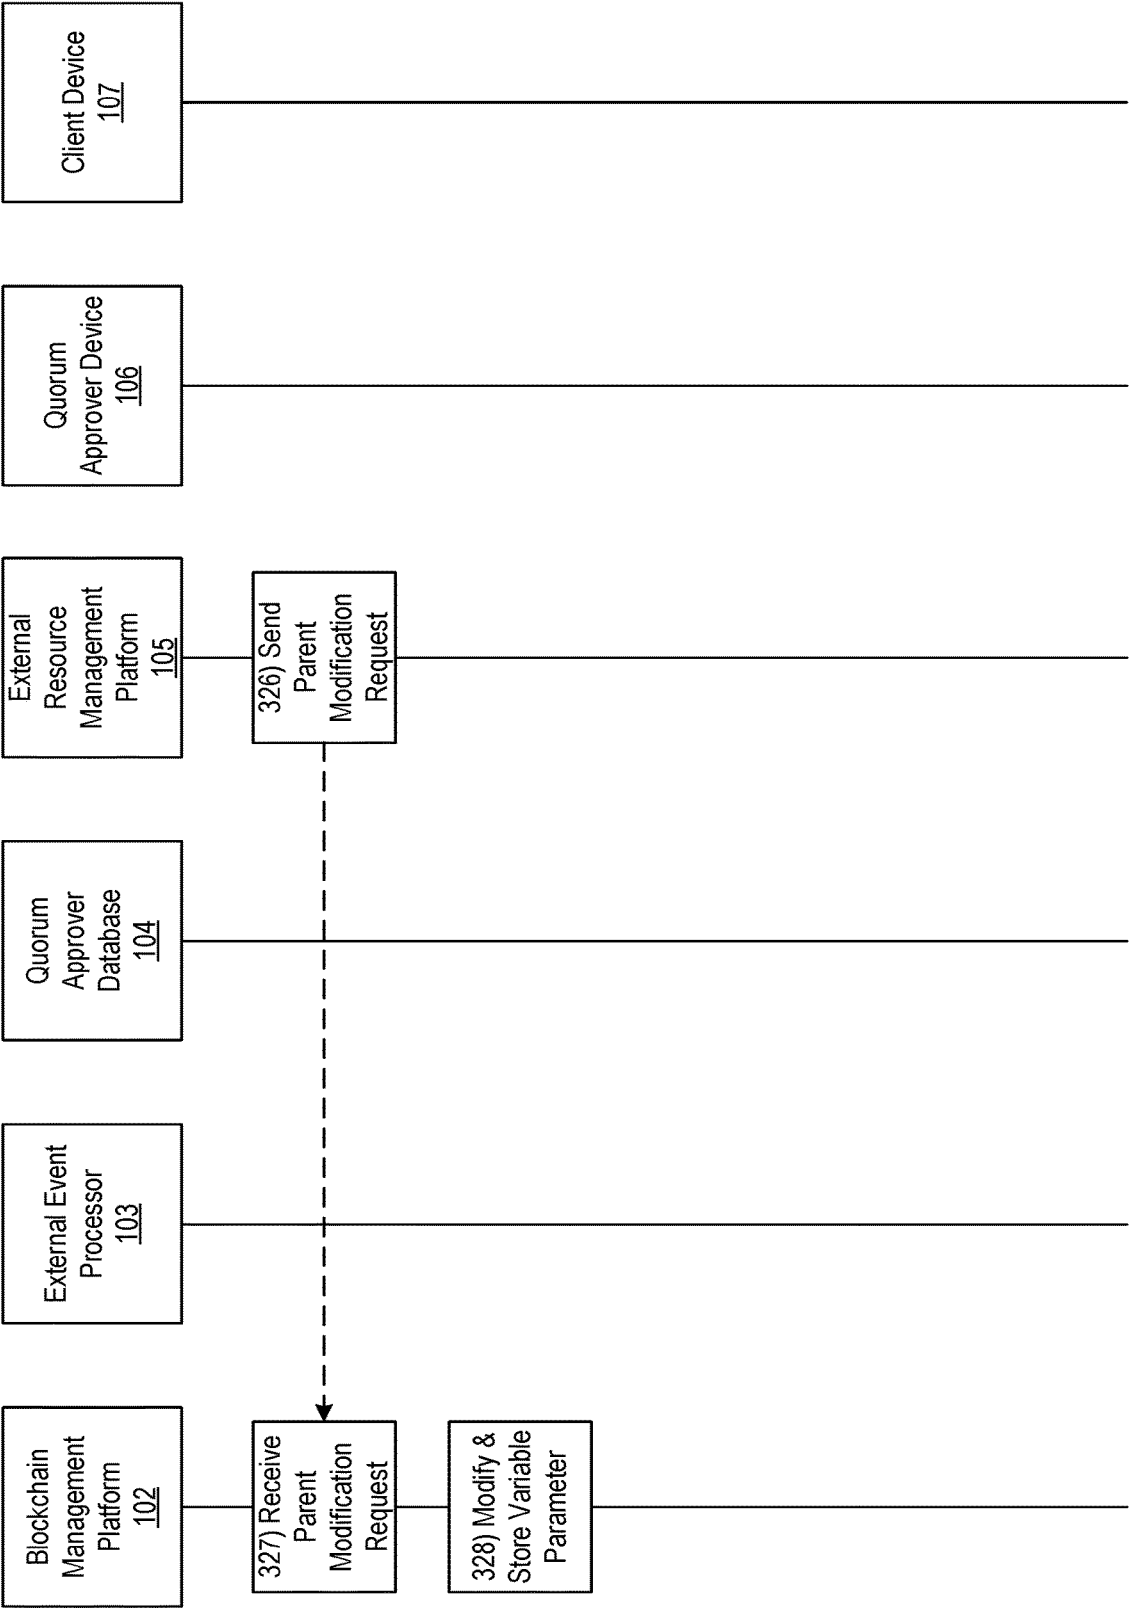 Blockchain
Management
Platform
102
External Event
Processor
103
Quorum
Approver
Database
104
External
Resource
Management
Platform
105
Quorum
Approver Device
106
Client Device
107
326) Send
Parent
Modification
Request
327) Receive
Parent
Modification
Request
328) Modify &
Store Variable
Parameter